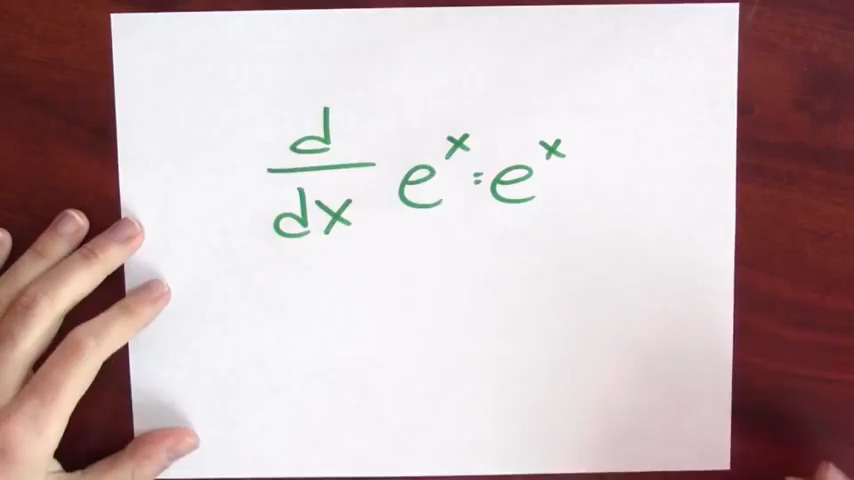 d/dx e^x = e^x